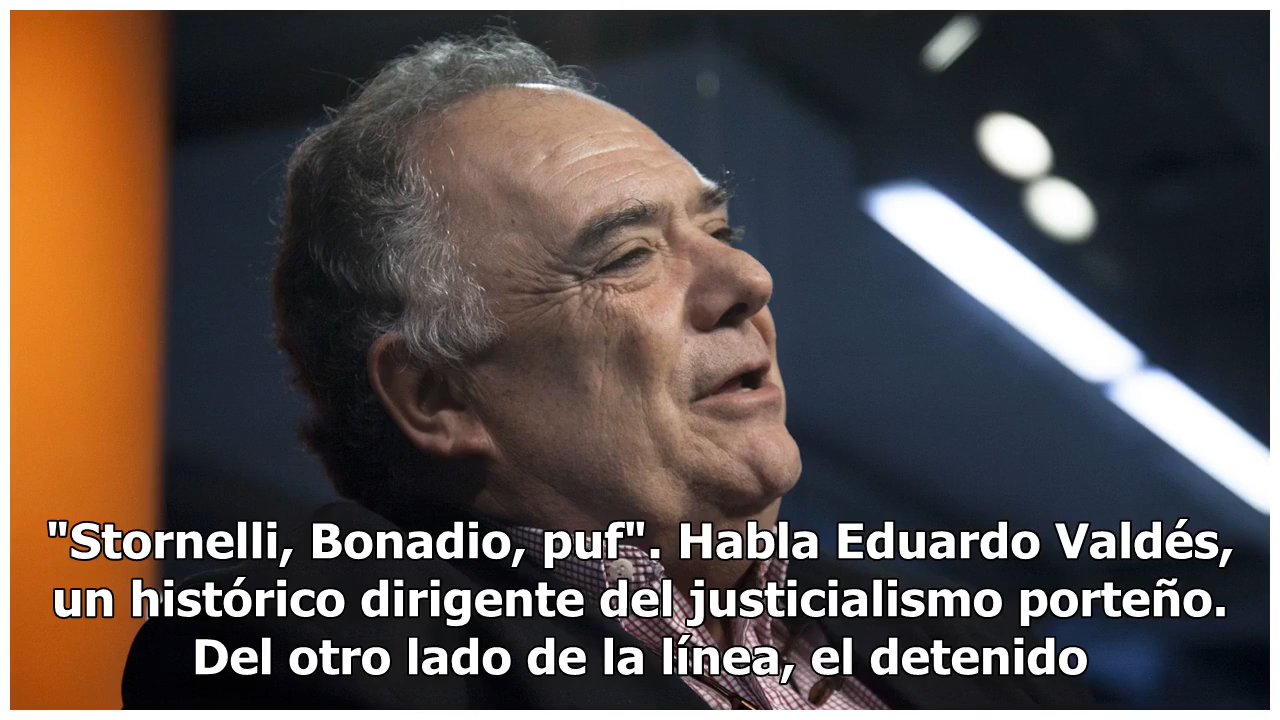 "Stornelli, Bonadio, puf". Habla Eduardo Valdés,
un histórico dirigente del justicialismo porteño.
Del otro lado de la línea, el detenido